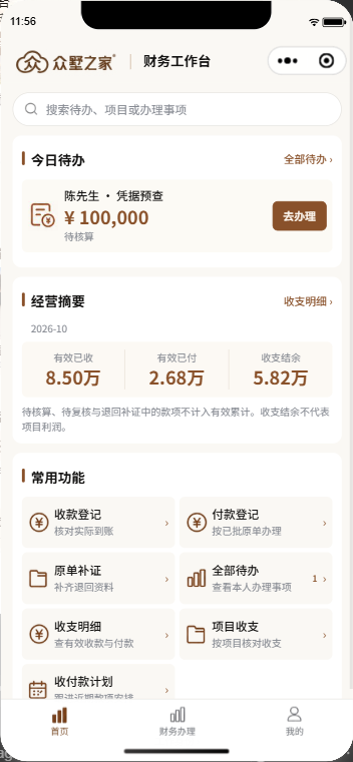 11:56
众墅之家
财务工作台
搜索待办、项目或办理事项
今日待办
全部待办 ›
陈先生 · 凭据预查
¥ 100,000
待核算
去办理
经营摘要
收支明细 ›
2026-10
有效已收
有效已付
收支结余
8.50万
2.68万
5.82万
待核算、待复核与退回补证中的款项不计入有效累计。收支结余不代表
项目利润。
常用功能
收款登记
核对实际到账
付款登记
按已批原单办理
原单补证
补齐退回资料
全部待办
查看本人办理事项
1
收支明细
查有效收款与付款
项目收支
按项目核对收支
收付款计划
跟进近期款项安排
首页
财务办理
我的